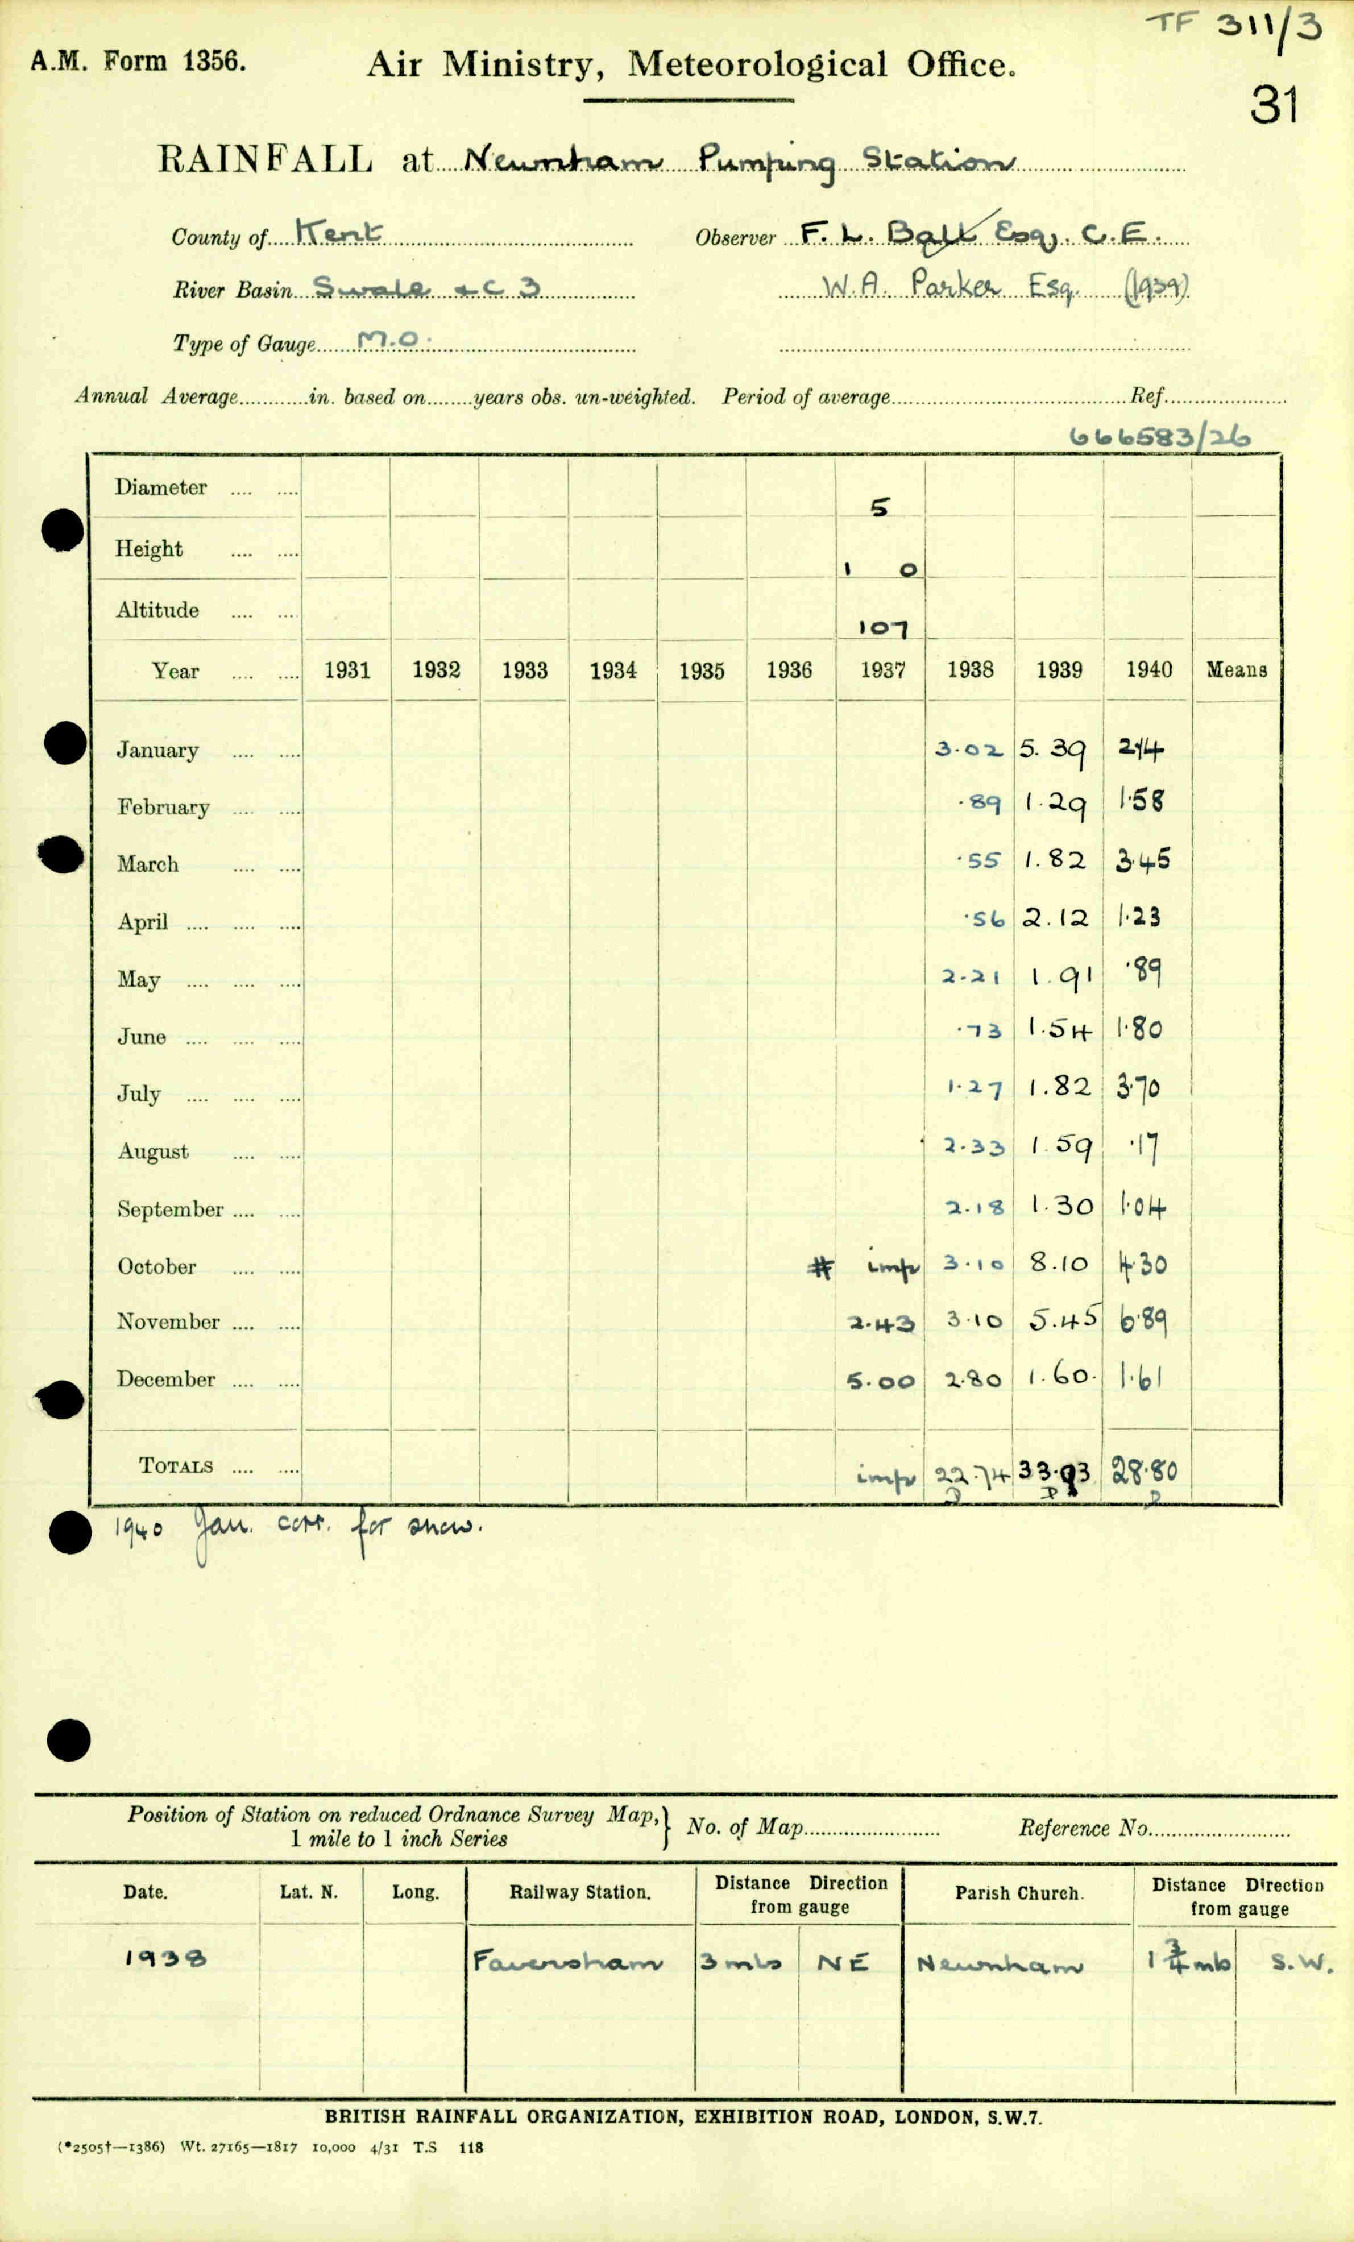 TF 311/3
A.M. Form 1356. Air Ministry, Meteorological Office.
31
RAINFALL at Newnham Pumping Station
County of Kent Observer F. L. Ball Esq. C.E.
River Basin Swale + C 3 W.A. Parker Esq. (1939)
Type of Gauge M.O.
Annual Average in. based on years obs. un-weighted. Period of average Ref.
666583/26
Diameter .... .... 5
Height .... .... 1 0
Altitude .... .... 107
Year .... .... 1931 1932 1933 1934 1935 1936 1937 1938 1939 1940 Means
January .... .... 3.02 5.39 2.14
February .... .... .89 1.29 1.58
March .... .... .55 1.82 3.45
April .... .... .... .56 2.12 1.23
May .... .... .... 2.21 1.91 .89
June .... .... .... .73 1.54 1.80
July .... .... .... 1.27 1.82 3.70
August .... .... 2.33 1.59 .17
September .... .... 2.18 1.30 1.04
October .... .... # imp 3.10 8.10 4.30
November .... .... 2.43 3.10 5.45 6.89
December .... .... 5.00 2.80 1.60 1.61
TOTALS .... .... imp 22.74 33.93 28.80
1940 Jan. corr. for snow.
Position of Station on reduced Ordnance Survey Map,} No. of Map Reference No.
1 mile to 1 inch Series
Date. Lat. N. Long. Railway Station. Distance Direction from gauge Parish Church. Distance Direction from gauge
1938 Faversham 3 mls NE Newnham 1 3/4 mls S.W.
BRITISH RAINFALL ORGANIZATION, EXHIBITION ROAD, LONDON, S.W.7.
(*2505†—1386) Wt. 27165—1817 10,000 4/31 T.S 118